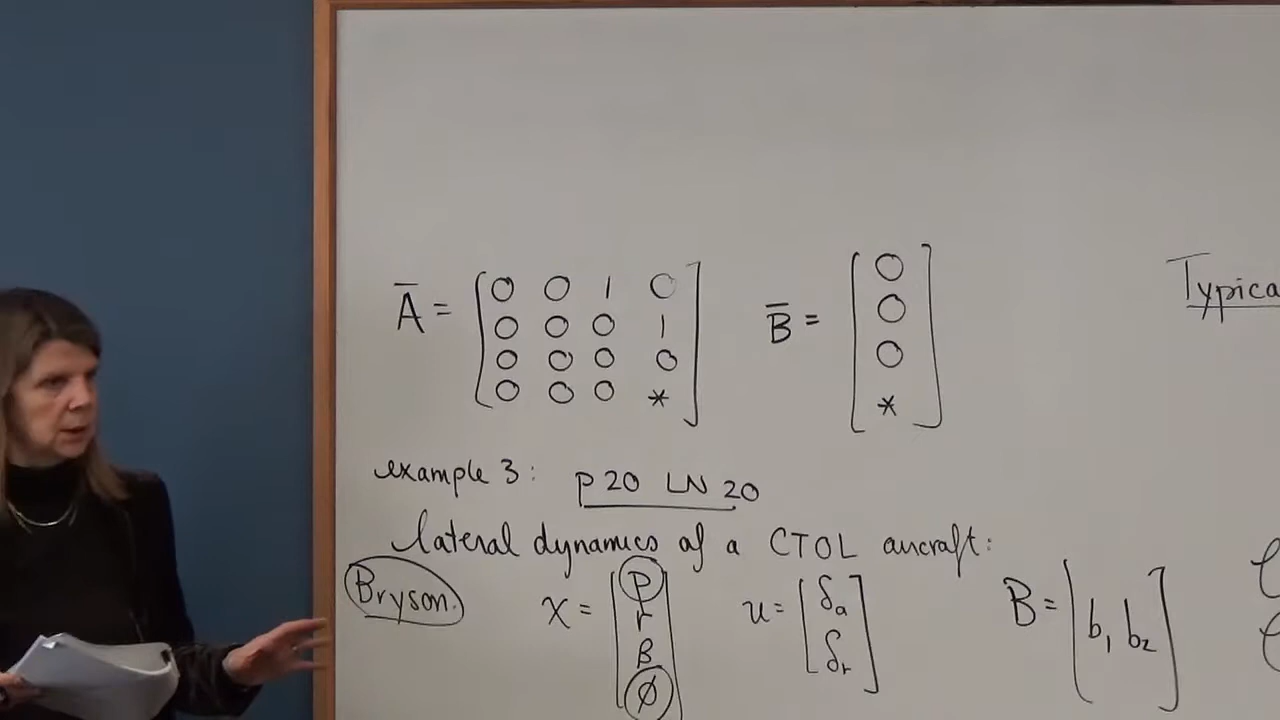 A̅ = [0 0 1 0
0 0 0 1
0 0 0 0
0 0 0 *]
B̅ = [0
0
0
*]
example 3: p 20 LN 20
lateral dynamics of a CTOL aircraft:
Bryson.
x = [p
r
β
ø]
u = [δa
δr]
B = [b1 b2]